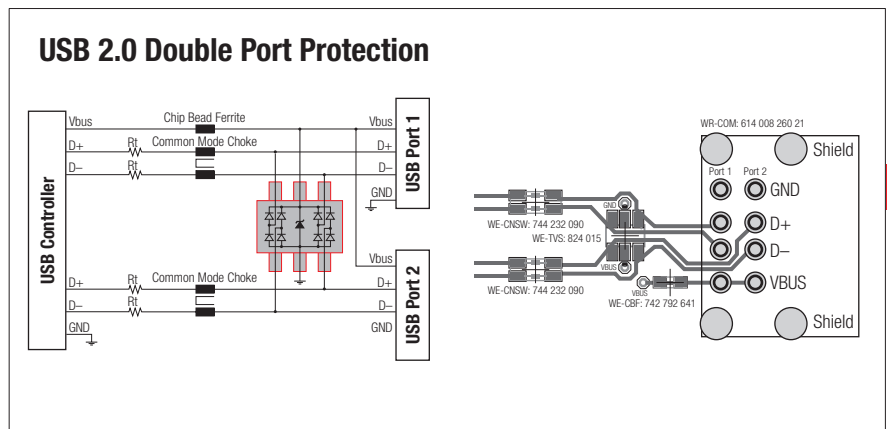 USB 2.0 Double Port Protection
USB Controller
Vbus
Chip Bead Ferrite
Vbus
D+
Rt
Common Mode Choke
D+
D–
Rt
D–
GND
USB Port 1
Vbus
D+
Rt
Common Mode Choke
D+
D–
Rt
D–
GND
GND
USB Port 2
WR-COM: 614 008 260 21
Shield
Port 1 Port 2
GND
GND
D+
WE-CNSW: 744 232 090
WE-TVS: 824 015
D–
VBUS
VBUS
VBUS
WE-CNSW: 744 232 090
WE-CBF: 742 792 641
Shield